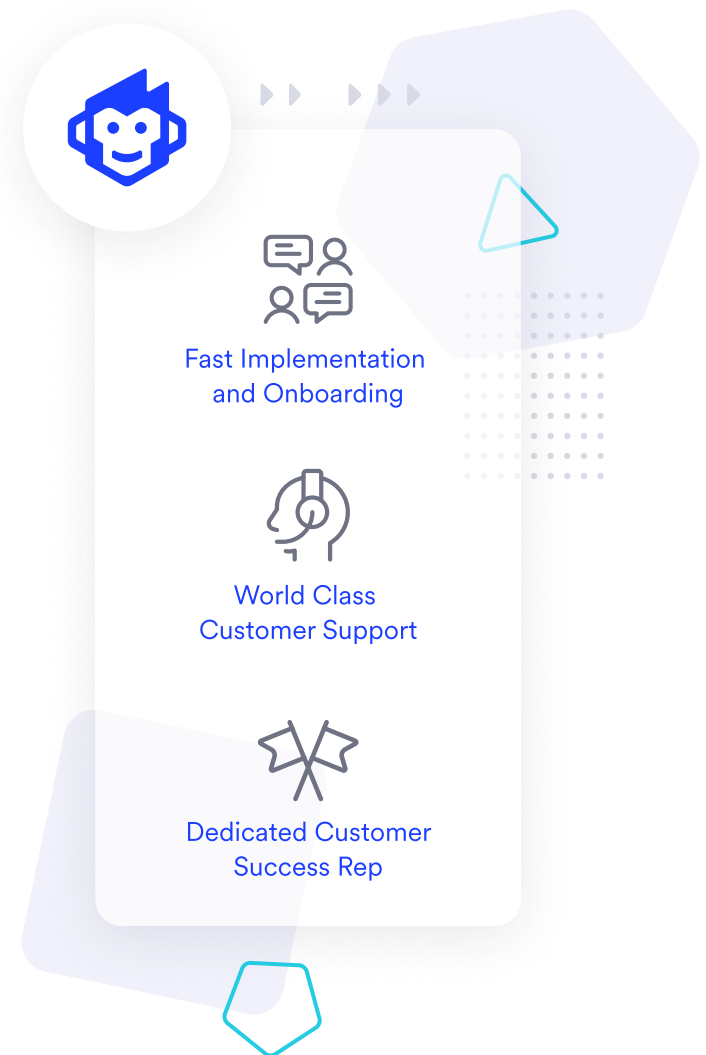 Fast Implementation
and Onboarding
World Class
Customer Support
Dedicated Customer
Success Rep